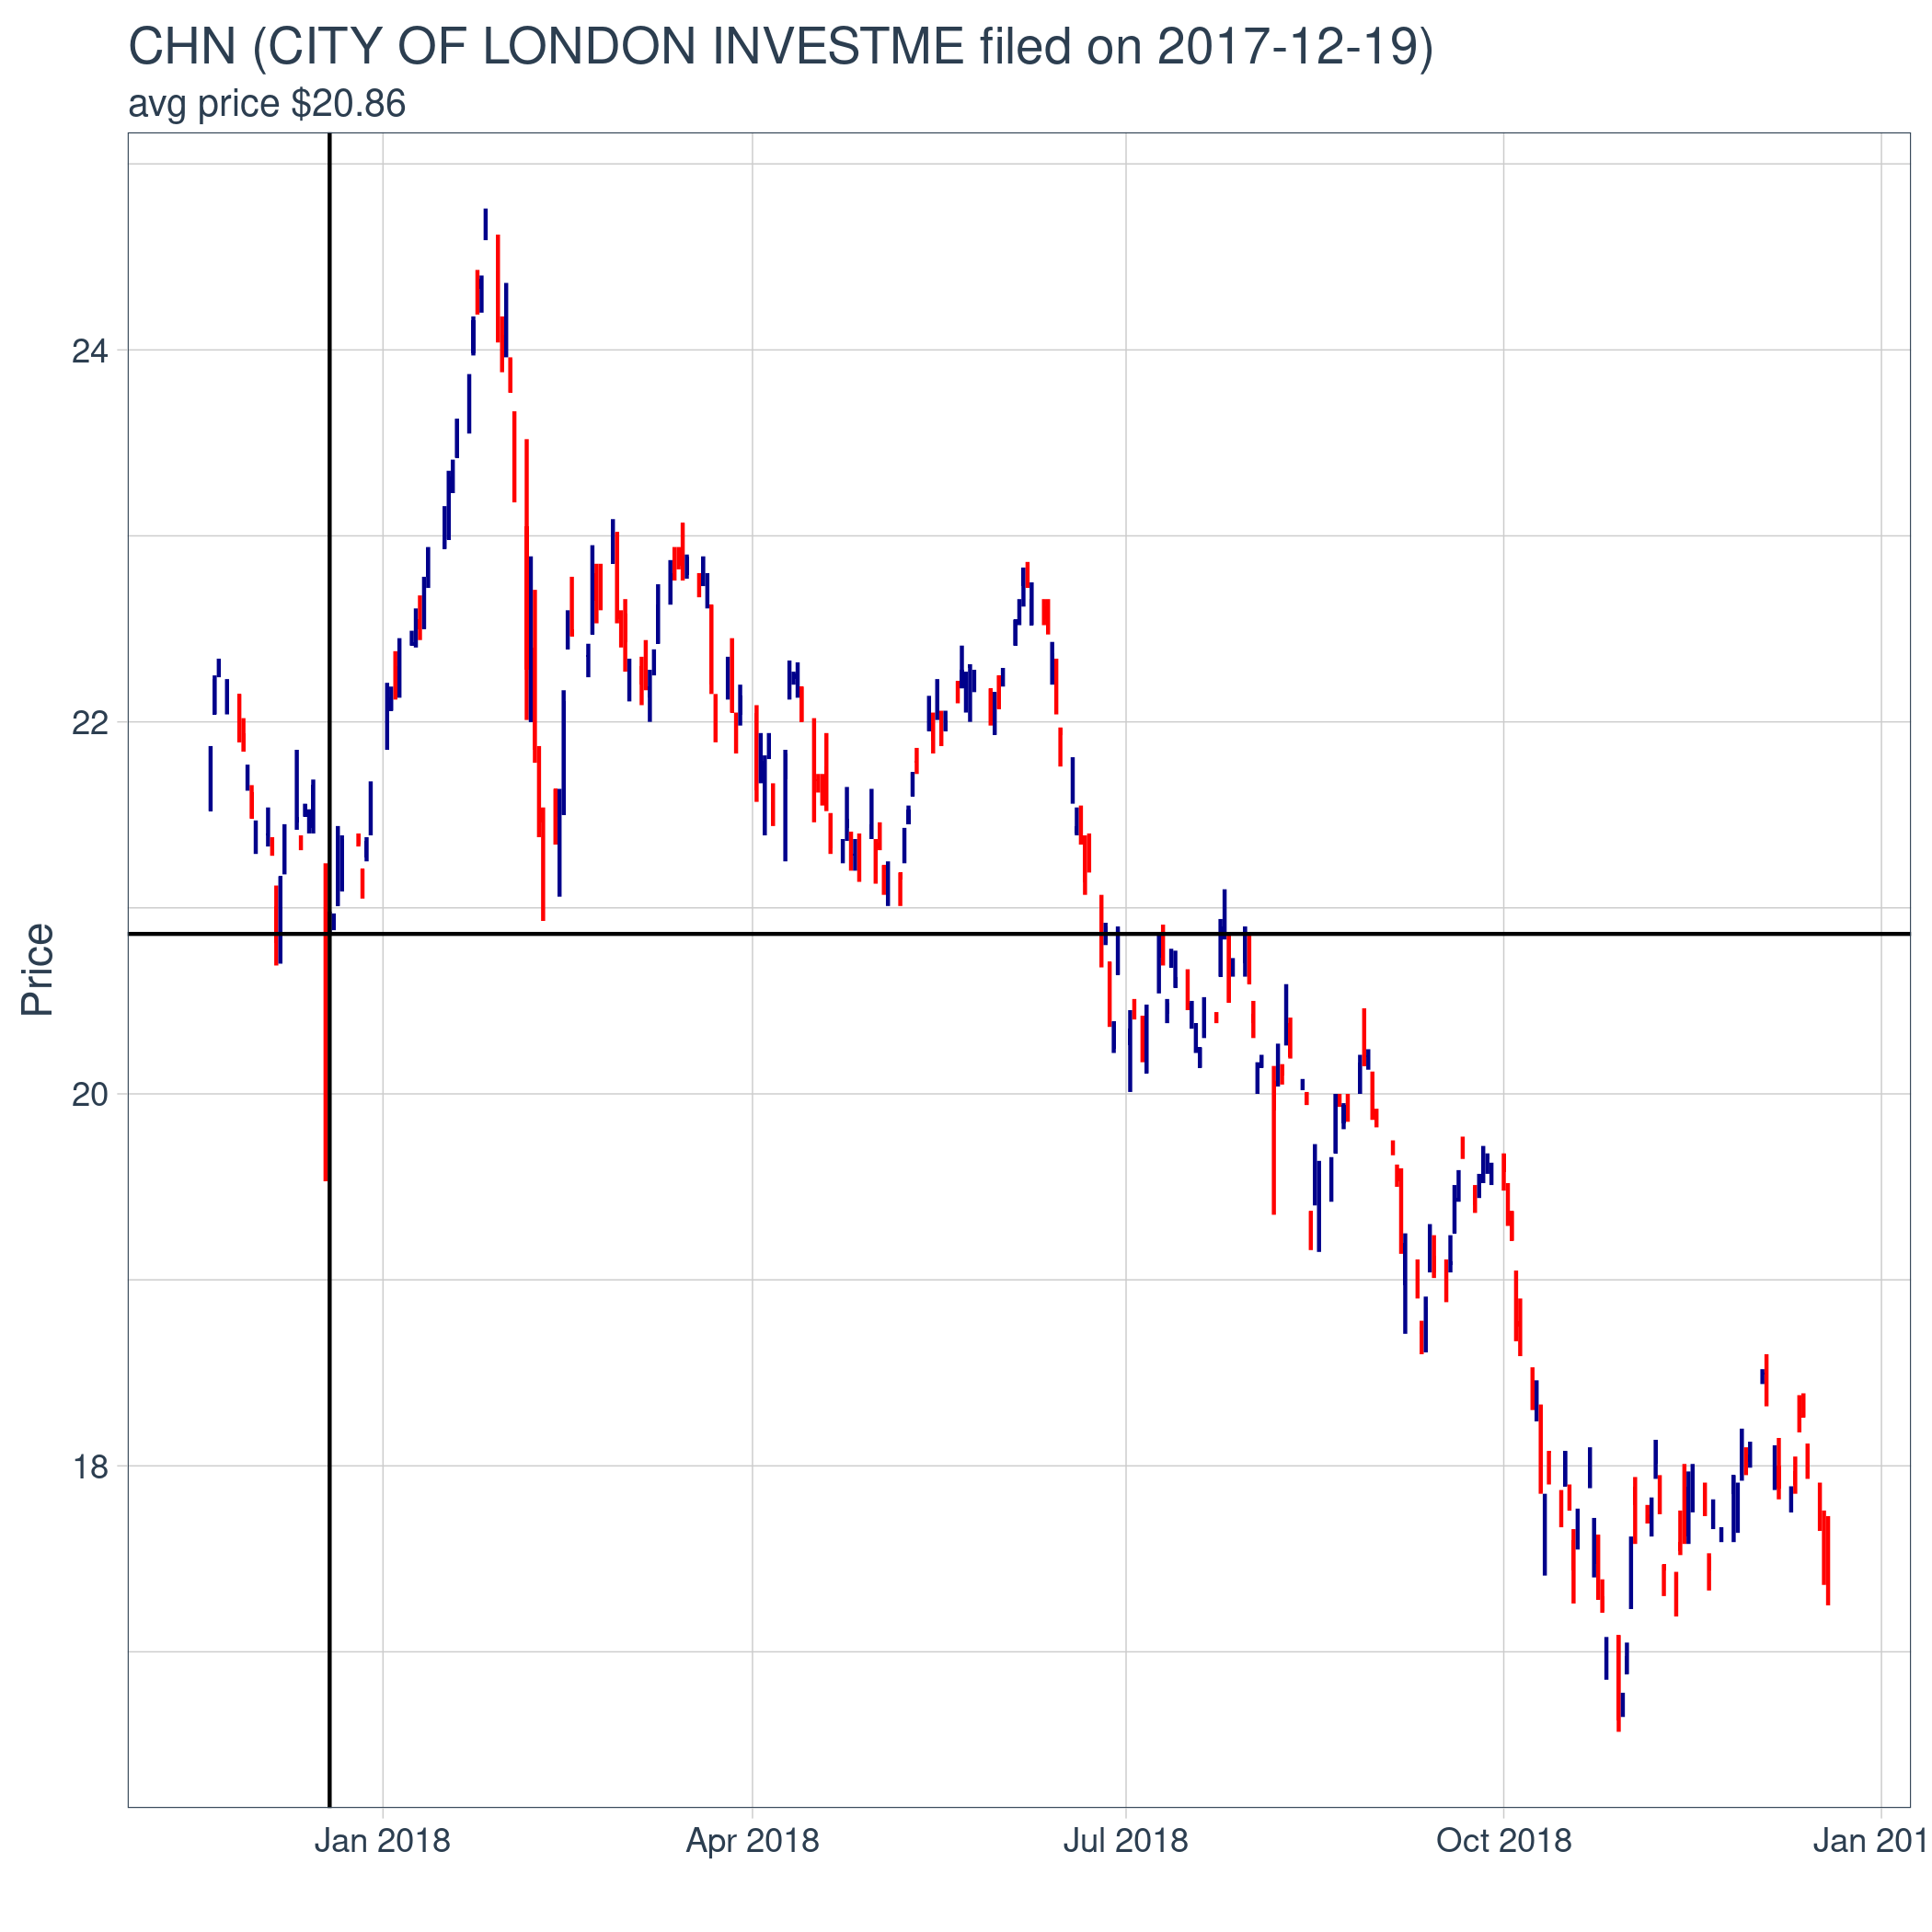 CHN (CITY OF LONDON INVESTME filed on 2017-12-19)
avg price $20.86
24
22
20
18
Price
Jan 2018
Apr 2018
Jul 2018
Oct 2018
Jan 201